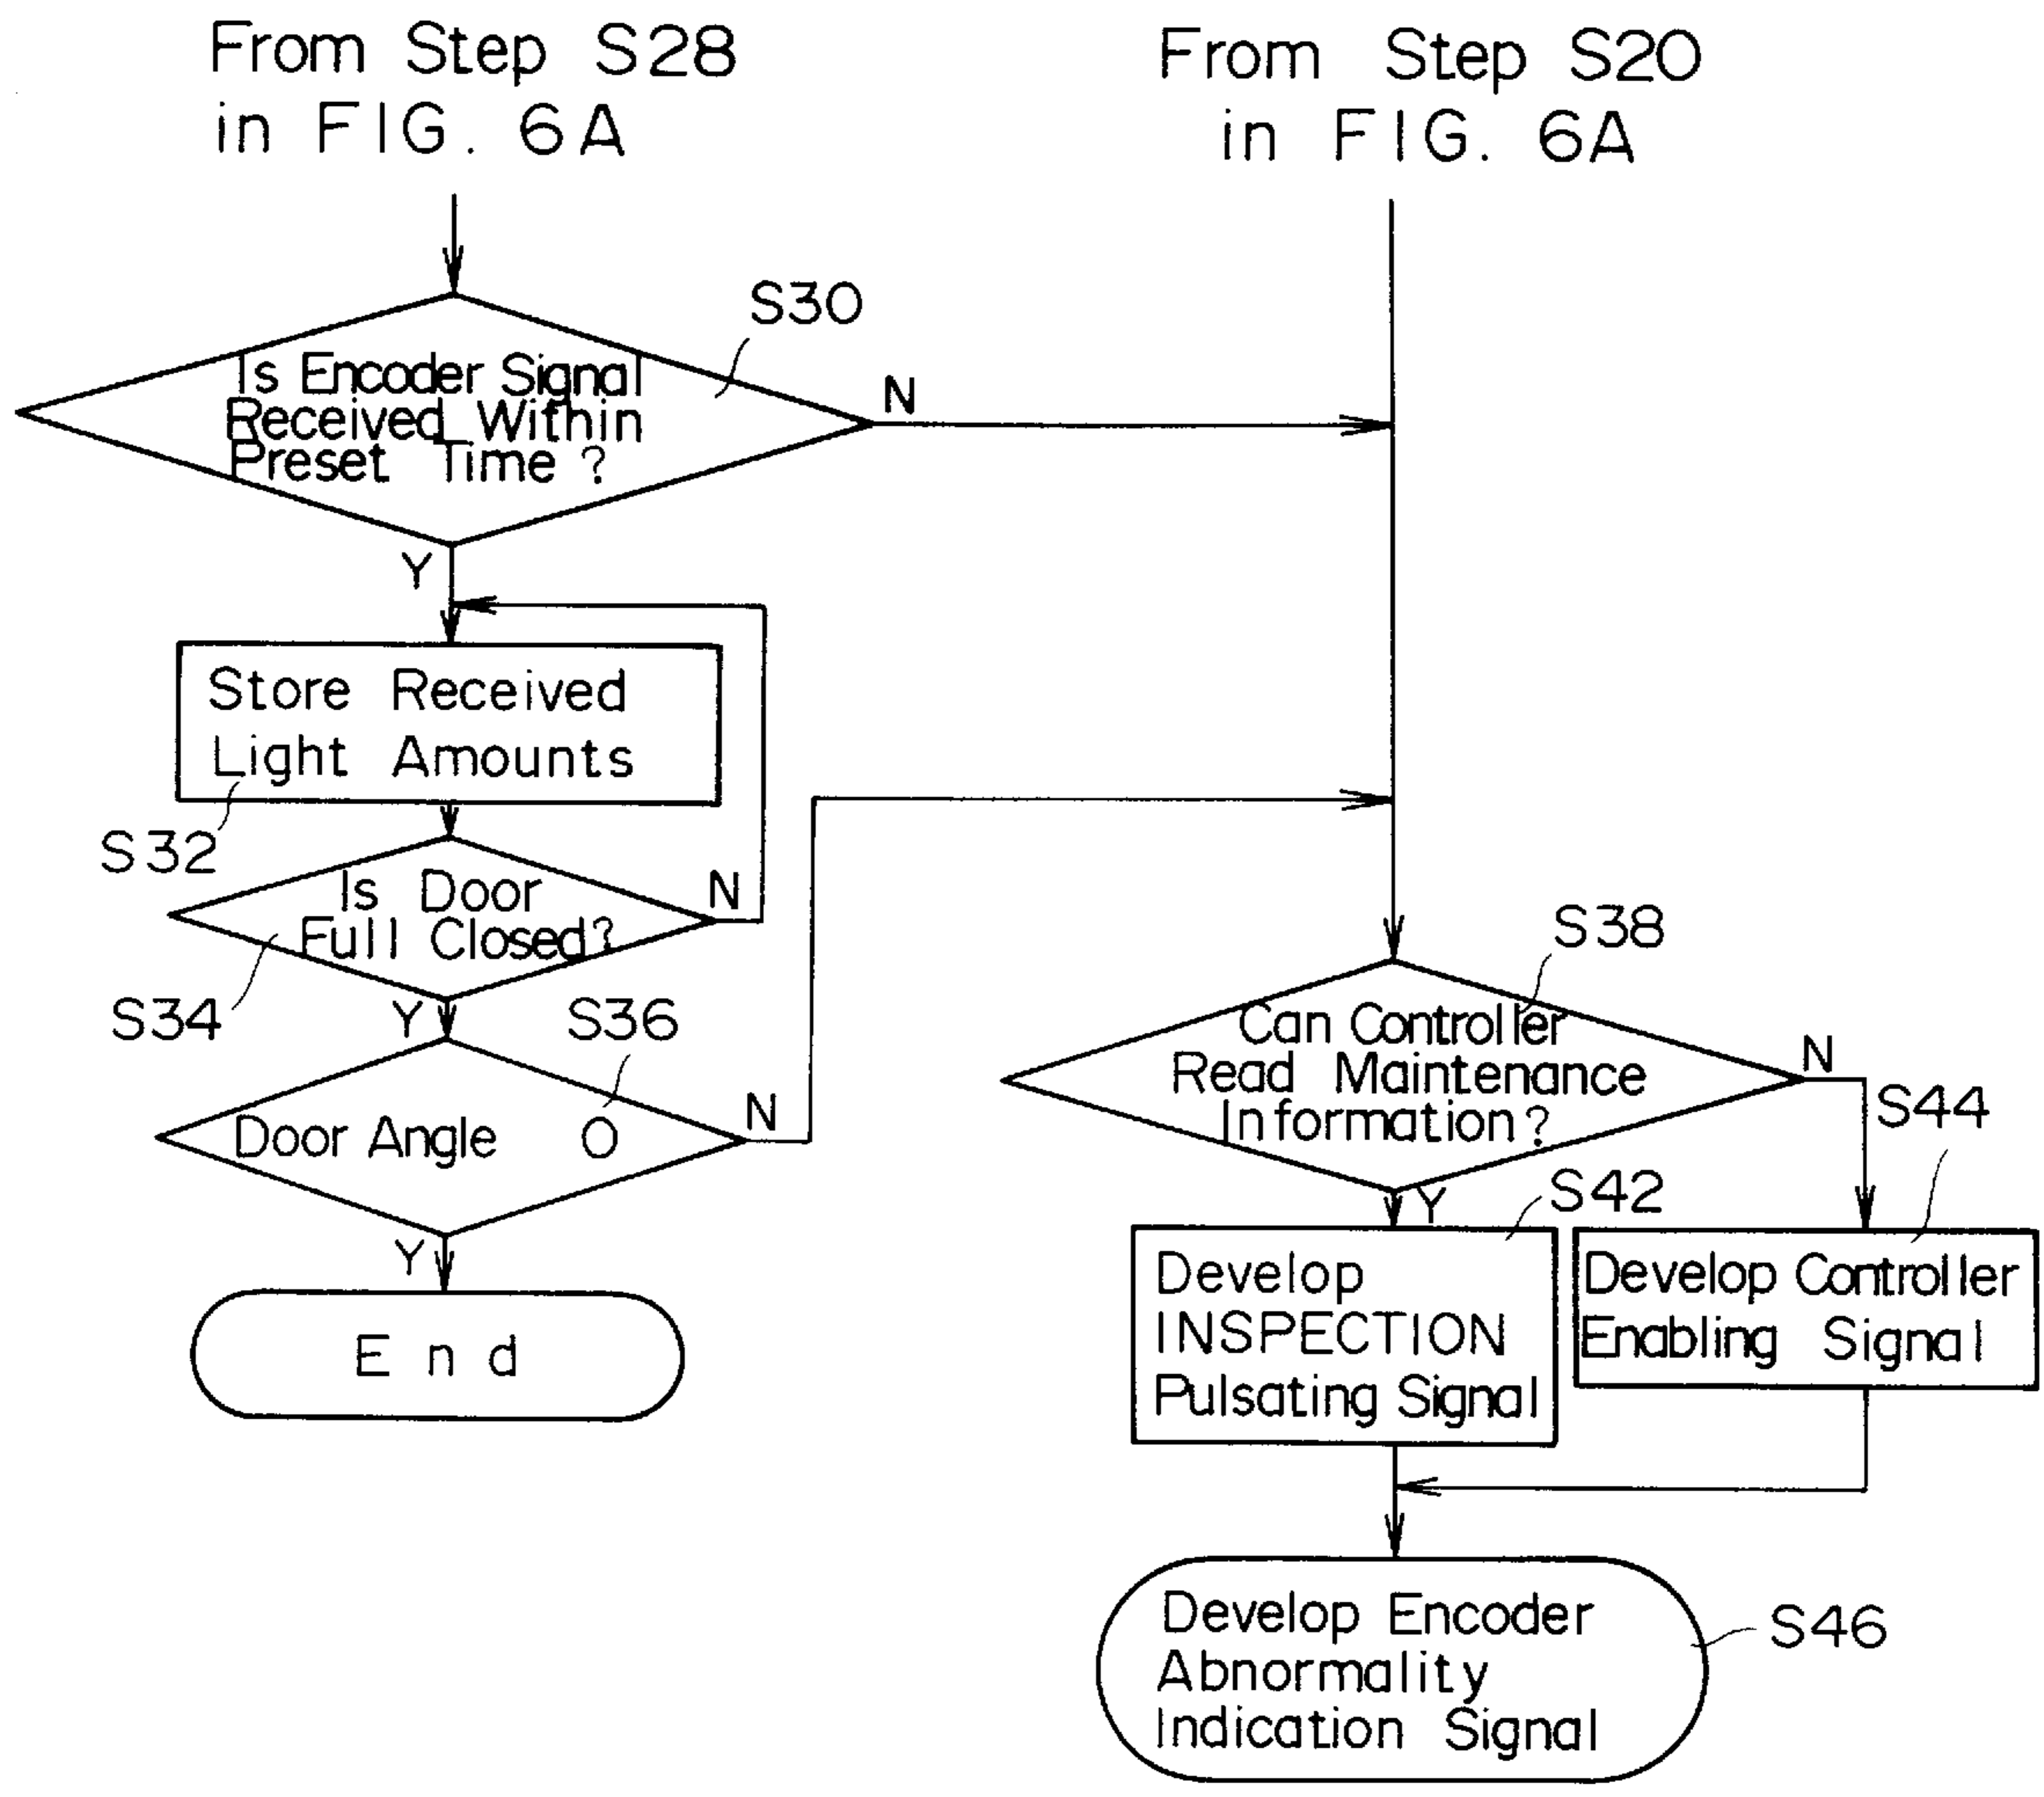 From Step S28
in FIG. 6A
From Step S20
in FIG. 6A
S30
Is Encoder Signal
Received Within
Preset Time ?
N
Y
Store Received
Light Amounts
S32
Is Door
Full Closed?
N
S34
Y
S36
Door Angle O
N
Y
End
S38
Can Controller
Read Maintenance
Information?
N
S44
Y
S42
Develop
INSPECTION
Pulsating Signal
Develop Controller
Enabling Signal
Develop Encoder
Abnormality
Indication Signal
S46